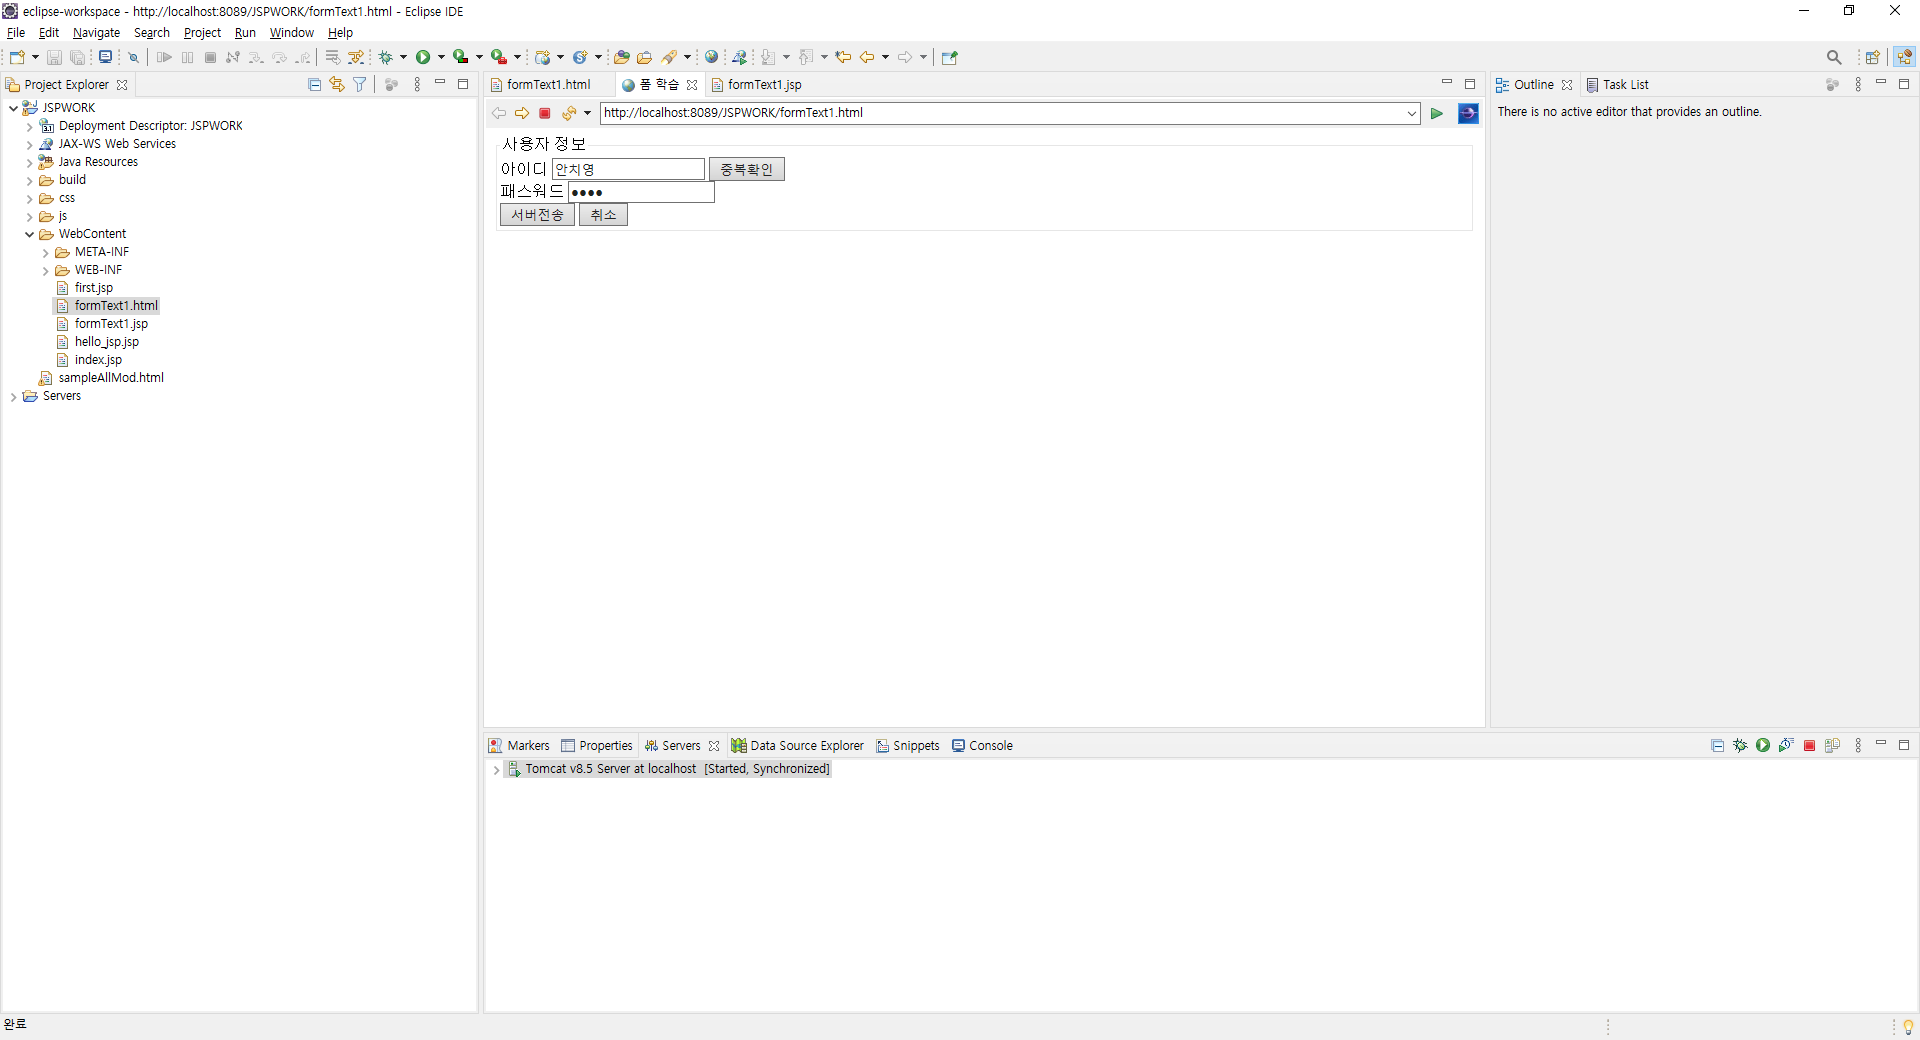 eclipse-workspace - http://localhost:8089/JSPWORK/formText1.html - Eclipse IDE
File Edit Navigate Search Project Run Window Help
Project Explorer
JSPWORK
Deployment Descriptor: JSPWORK
JAX-WS Web Services
Java Resources
build
css
js
WebContent
META-INF
WEB-INF
first.jsp
formText1.html
formText1.jsp
hello_jsp.jsp
index.jsp
sampleAllMod.html
Servers
formText1.html 폼 학습 formText1.jsp
http://localhost:8089/JSPWORK/formText1.html
사용자 정보
아이디 안치영 중복확인
패스워드 ••••
서버전송 취소
Outline Task List
There is no active editor that provides an outline.
Markers Properties Servers Data Source Explorer Snippets Console
Tomcat v8.5 Server at localhost [Started, Synchronized]
완료